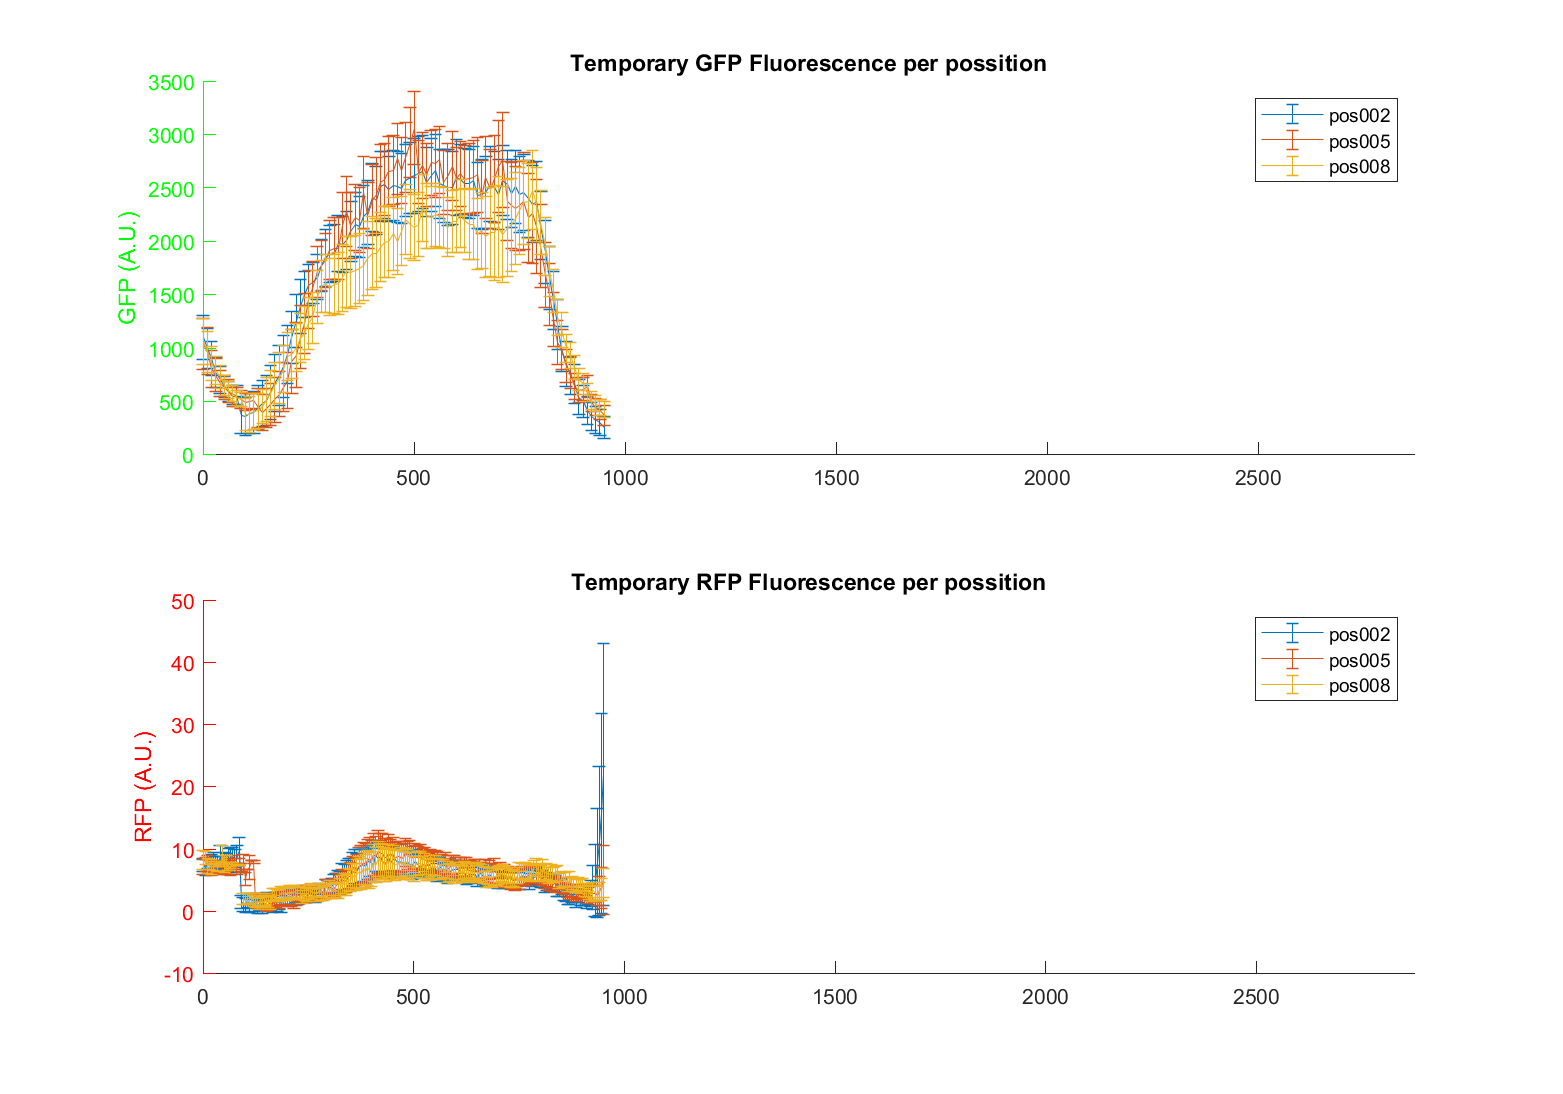 Temporary GFP Fluorescence per possition
3500
3000
2500
2000
1500
1000
500
0
GFP (A.U.)
0 500 1000 1500 2000 2500
pos002
pos005
pos008
Temporary RFP Fluorescence per possition
50
40
30
20
10
0
-10
RFP (A.U.)
0 500 1000 1500 2000 2500
pos002
pos005
pos008